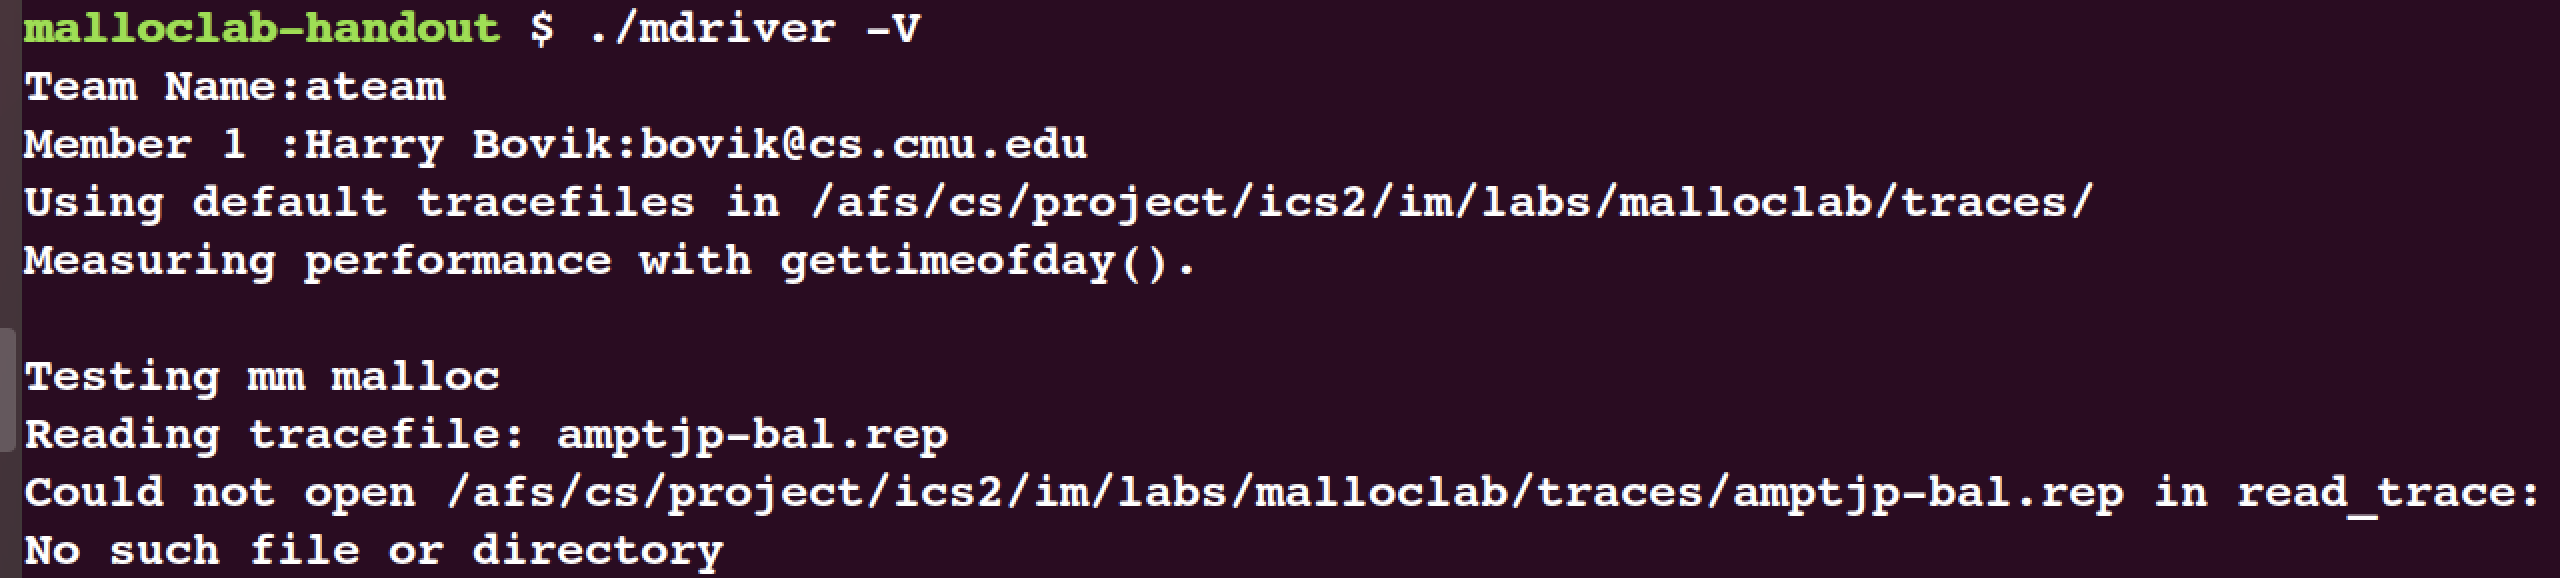 malloclab-handout $ ./mdriver -V
Team Name:ateam
Member 1 :Harry Bovik:bovik@cs.cmu.edu
Using default tracefiles in /afs/cs/project/ics2/im/labs/malloclab/traces/
Measuring performance with gettimeofday().
Testing mm malloc
Reading tracefile: amptjp-bal.rep
Could not open /afs/cs/project/ics2/im/labs/malloclab/traces/amptjp-bal.rep in read_trace:
No such file or directory